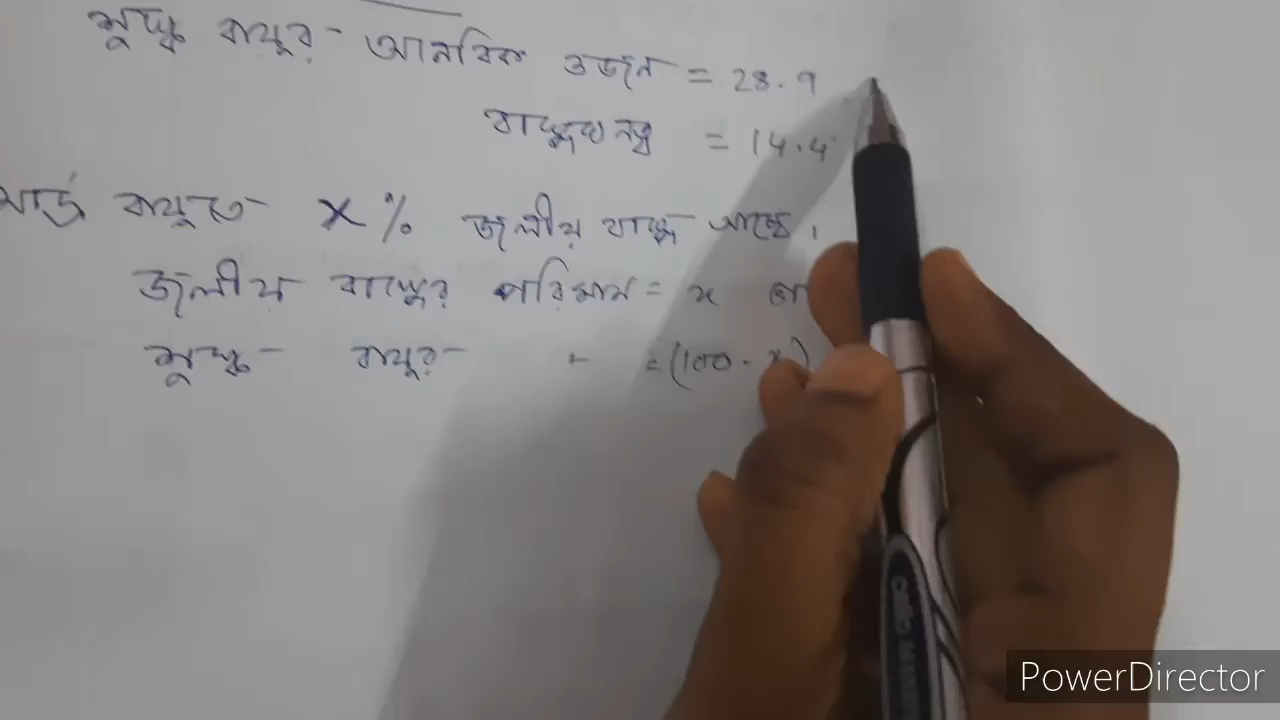 শুষ্ক বায়ুর আনবিক ওজন = 28.9
বাষ্পঘনত্ব = 14.4
আর্দ্র বায়ুতে X % জলীয় বাষ্প আছে।
জলীয় বাষ্পের পরিমান = x
শুষ্ক বায়ুর " = (100 - x)
PowerDirector